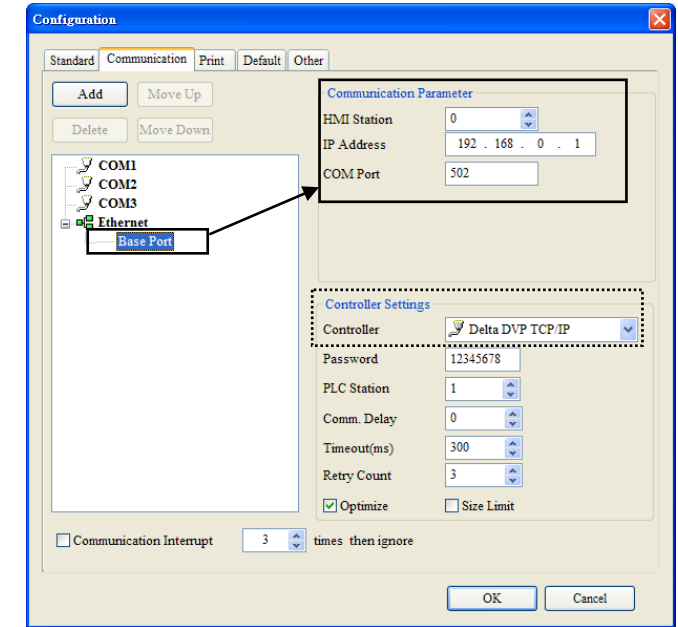 Configuration
Standard Communication Print Default Other
Add Move Up
Delete Move Down
COM1
COM2
COM3
Ethernet
Base Port
Communication Parameter
HMI Station 0
IP Address 192 . 168 . 0 . 1
COM Port 502
Controller Settings
Controller Delta DVP TCP/IP
Password 12345678
PLC Station 1
Comm. Delay 0
Timeout(ms) 300
Retry Count 3
Optimize Size Limit
Communication Interrupt 3 times then ignore
OK Cancel